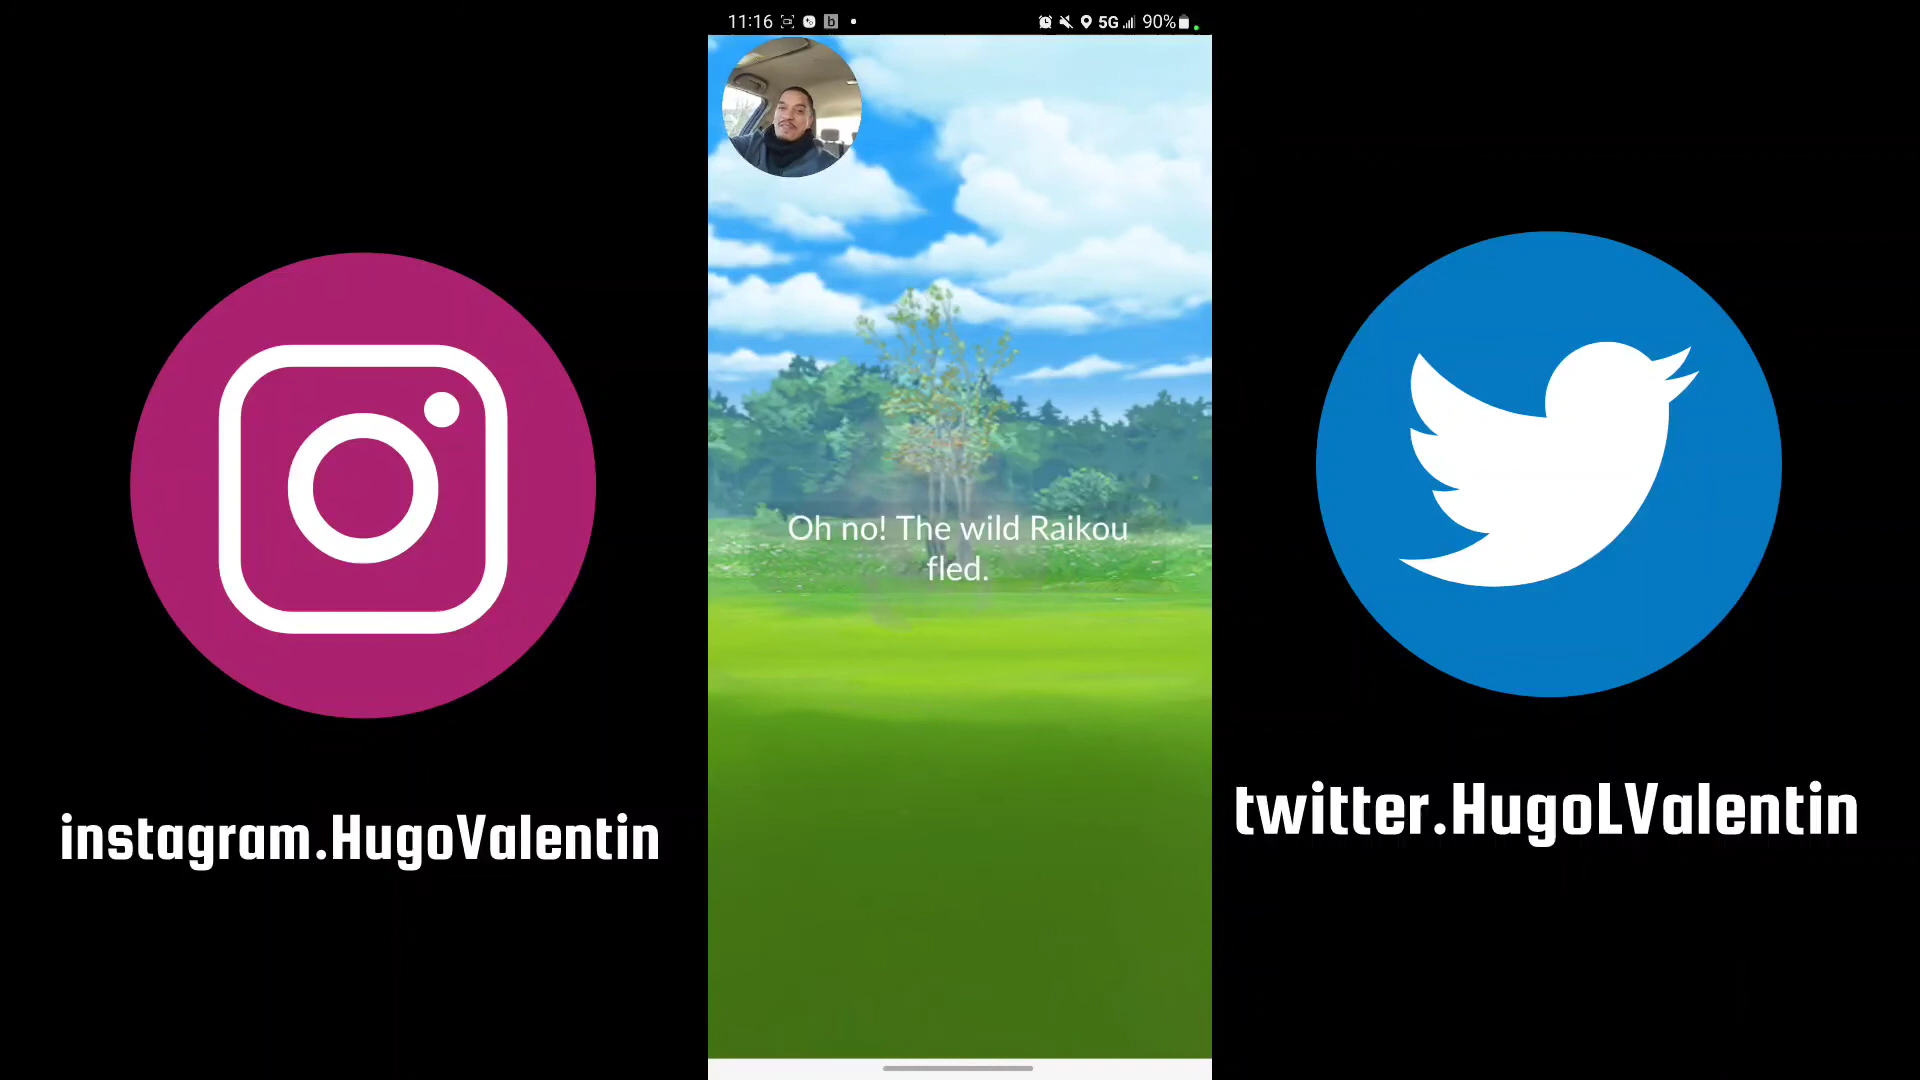 11:16
b
5G
90%
Oh no! The wild Raikou
fled.
instagram.HugoValentin
twitter.HugoLValentin